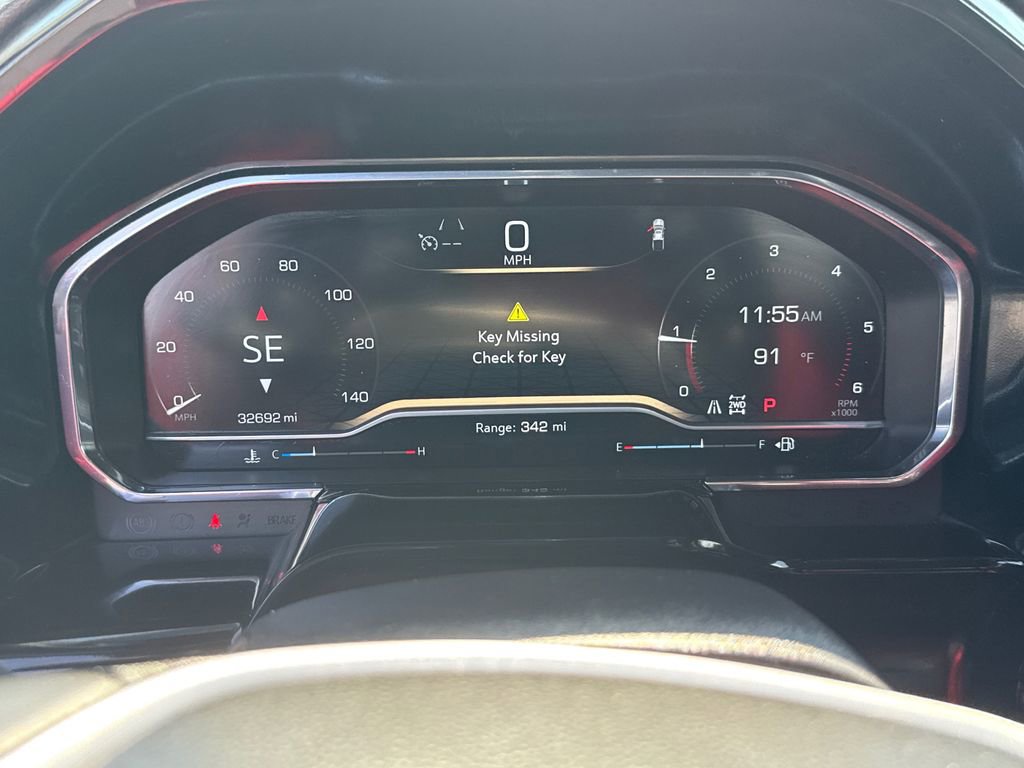 0
MPH
Key Missing
Check for Key
0 20 40 60 80 100 120 140
MPH
SE
32692 mi
0 1 2 3 4 5 6
11:55 AM
91 °F
2WD P
RPM
x1000
Range: 342 mi
C H
E F
ABS
BRAKE